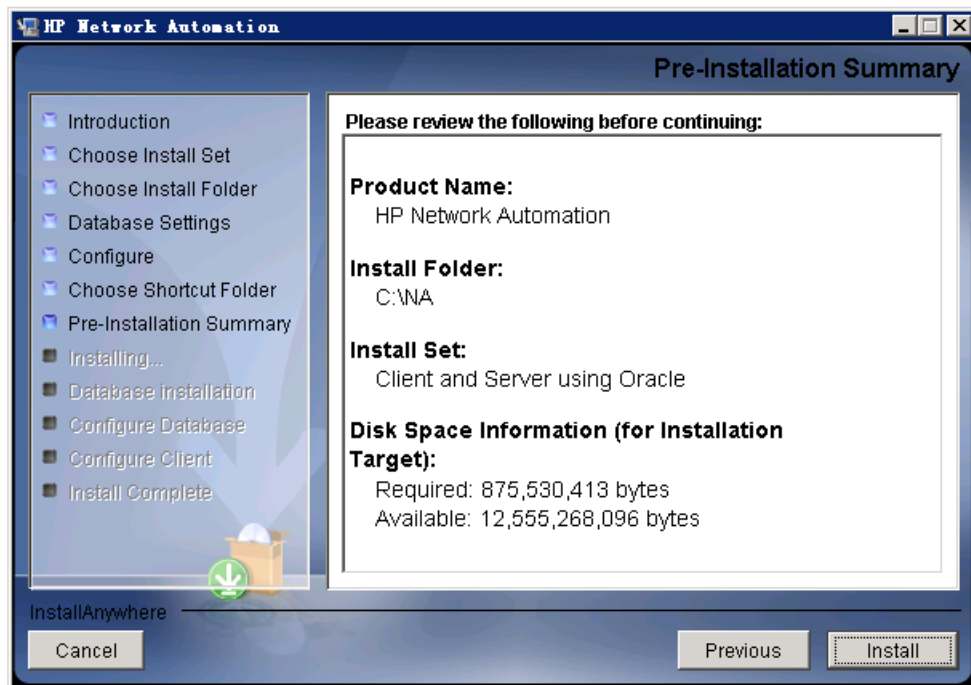 HP Network Automation
Pre-Installation Summary
Introduction
Choose Install Set
Choose Install Folder
Database Settings
Configure
Choose Shortcut Folder
Pre-Installation Summary
Installing...
Database installation
Configure Database
Configure Client
Install Complete
Please review the following before continuing:
Product Name:
HP Network Automation
Install Folder:
C:\NA
Install Set:
Client and Server using Oracle
Disk Space Information (for Installation
Target):
Required: 875,530,413 bytes
Available: 12,555,268,096 bytes
InstallAnywhere
Cancel
Previous
Install